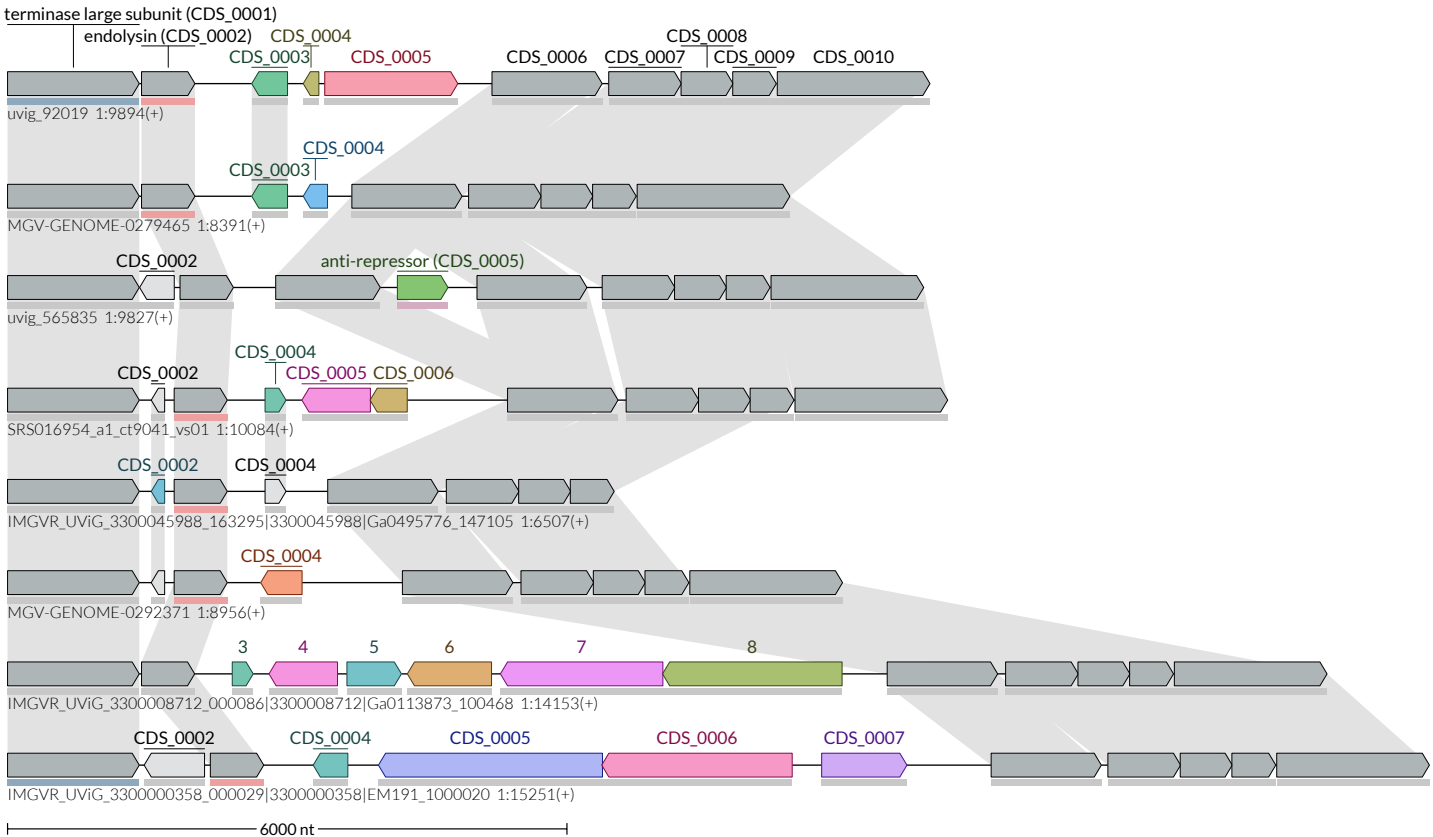 terminase large subunit (CDS_0001)
endolysin (CDS_0002) CDS_0004 CDS_0008
CDS_0003 CDS_0005 CDS_0006 CDS_0007 CDS_0009 CDS_0010
uvig_92019 1:9894(+)
CDS_0004
CDS_0003
MGV-GENOME-0279465 1:8391(+)
CDS_0002 anti-repressor (CDS_0005)
uvig_565835 1:9827(+)
CDS_0004
CDS_0002 CDS_0005 CDS_0006
SRS016954_a1_ct9041_vs01 1:10084(+)
CDS_0002 CDS_0004
IMGVR_UViG_3300045988_163295|3300045988|Ga0495776_147105 1:6507(+)
CDS_0004
MGV-GENOME-0292371 1:8956(+)
3 4 5 6 7 8
IMGVR_UViG_3300008712_000086|3300008712|Ga0113873_100468 1:14153(+)
CDS_0002 CDS_0004 CDS_0005 CDS_0006 CDS_0007
IMGVR_UViG_3300000358_000029|3300000358|EM191_1000020 1:15251(+)
6000 nt